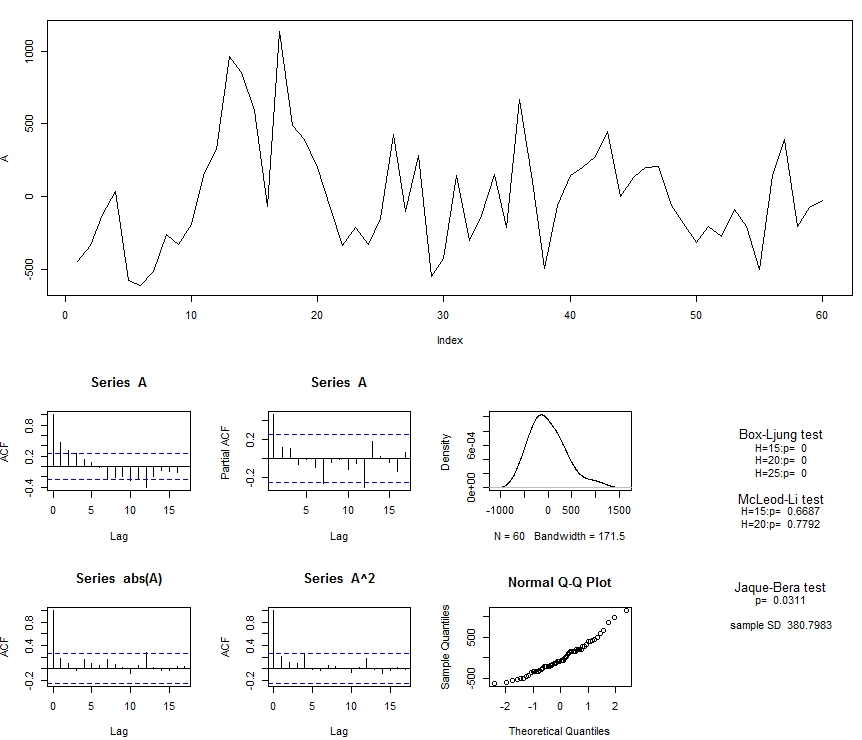 A
1000
500
0
-500
0 10 20 30 40 50 60
Index
Series A
ACF
0.8
0.2
-0.4
0 5 10 15
Lag
Series A
Partial ACF
0.2
-0.2
5 10 15
Lag
Density
6e-04
0e+00
-1000 0 500 1500
N = 60 Bandwidth = 171.5
Box-Ljung test
H=15:p= 0
H=20:p= 0
H=25:p= 0
McLeod-Li test
H=15:p= 0.6687
H=20:p= 0.7792
Series abs(A)
ACF
0.8
0.4
-0.2
0 5 10 15
Lag
Series A^2
ACF
0.8
0.4
-0.2
0 5 10 15
Lag
Normal Q-Q Plot
Sample Quantiles
500
-500
-2 -1 0 1 2
Theoretical Quantiles
Jaque-Bera test
p= 0.0311
sample SD 380.7983